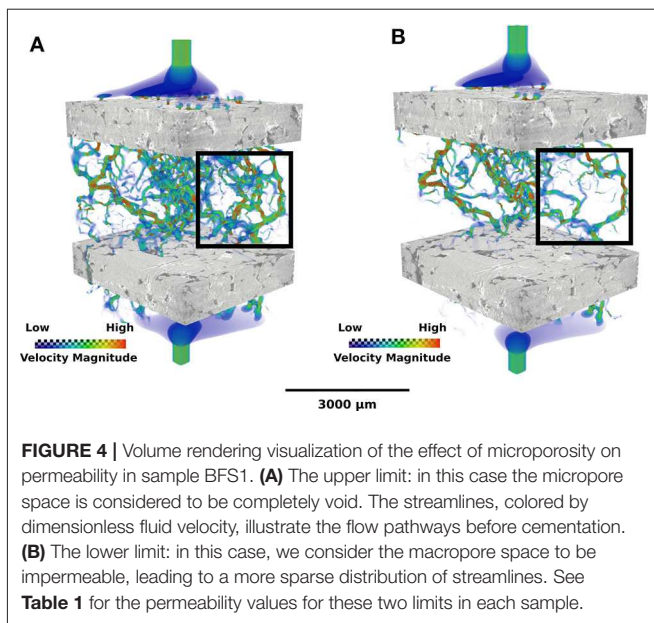 A
B
Low High
Velocity Magnitude
Low High
Velocity Magnitude
3000 µm
FIGURE 4 | Volume rendering visualization of the effect of microporosity on
permeability in sample BFS1. (A) The upper limit: in this case the micropore
space is considered to be completely void. The streamlines, colored by
dimensionless fluid velocity, illustrate the flow pathways before cementation.
(B) The lower limit: in this case, we consider the macropore space to be
impermeable, leading to a more sparse distribution of streamlines. See
Table 1 for the permeability values for these two limits in each sample.